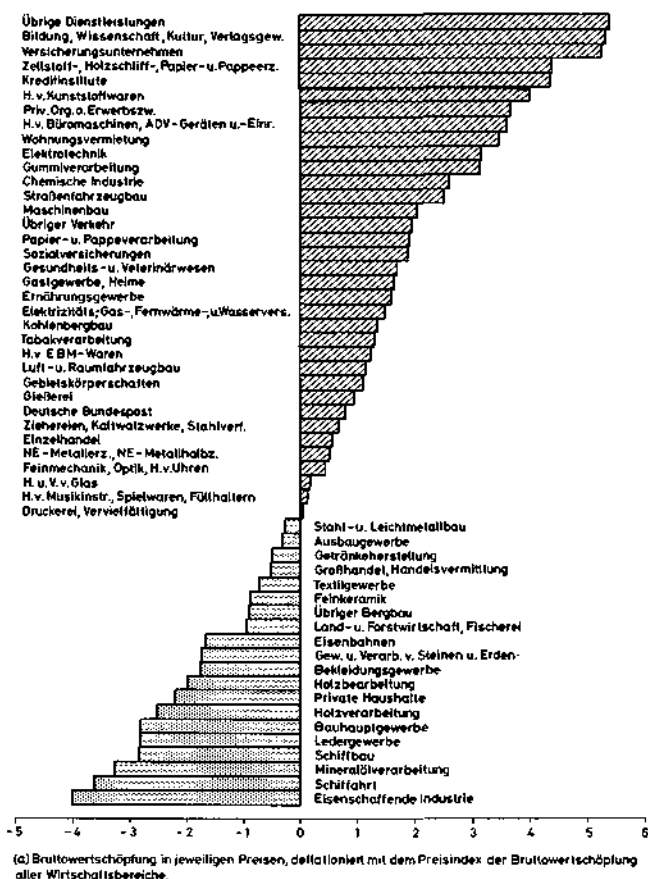 Übrige Dienstleistungen
Bildung, Wissenschaft, Kultur, Verlagsgew.
Versicherungsunternehmen
Zellstoff-, Holzschliff-, Papier-u. Pappeerz.
Kreditinstitute
H.v. Kunststoffwaren
Priv. Org. o. Erwerbszw.
H.v. Büromaschinen, ADV-Geräten u.-Einr.
Wohnungsvermietung
Elektrotechnik
Gummiverarbeitung
Chemische Industrie
Straßenfahrzeugbau
Maschinenbau
Übriger Verkehr
Papier-u. Pappeverarbeitung
Sozialversicherungen
Gesundheits-u. Veterinärwesen
Gastgewerbe, Heime
Ernährungsgewerbe
Elektrizitäts-, Gas-, Fernwärme-, u. Wasservers.
Kohlenbergbau
Tabakverarbeitung
H.v. EBM-Waren
Luft-u. Raumfahrzeugbau
Gebietskörperschaften
Gießerei
Deutsche Bundespost
Ziehereien, Kaltwalzwerke, Stahlverf.
Einzelhandel
NE-Metallerz., NE-Metallhalbz.
Feinmechanik, Optik, H.v. Uhren
H. u. V. v. Glas
H.v. Musikinstr., Spielwaren, Füllhaltern
Druckerei, Vervielfältigung
Stahl-u. Leichtmetallbau
Ausbaugewerbe
Getränkeherstellung
Großhandel, Handelsvermittlung
Textilgewerbe
Feinkeramik
Übriger Bergbau
Land-u. Forstwirtschaft, Fischerei
Eisenbahnen
Gew. u. Verarb. v. Steinen u. Erden-
Bekleidungsgewerbe
Holzbearbeitung
Private Haushalte
Holzverarbeitung
Bauhauptgewerbe
Ledergewerbe
Schiffbau
Mineralölverarbeitung
Schiffahrt
Eisenschaffende Industrie
-5 -4 -3 -2 -1 0 1 2 3 4 5 6
(a) Bruttowertschöpfung in jeweiligen Preisen, deflationiert mit dem Preisindex der Bruttowertschöpfung
aller Wirtschaftsbereiche.